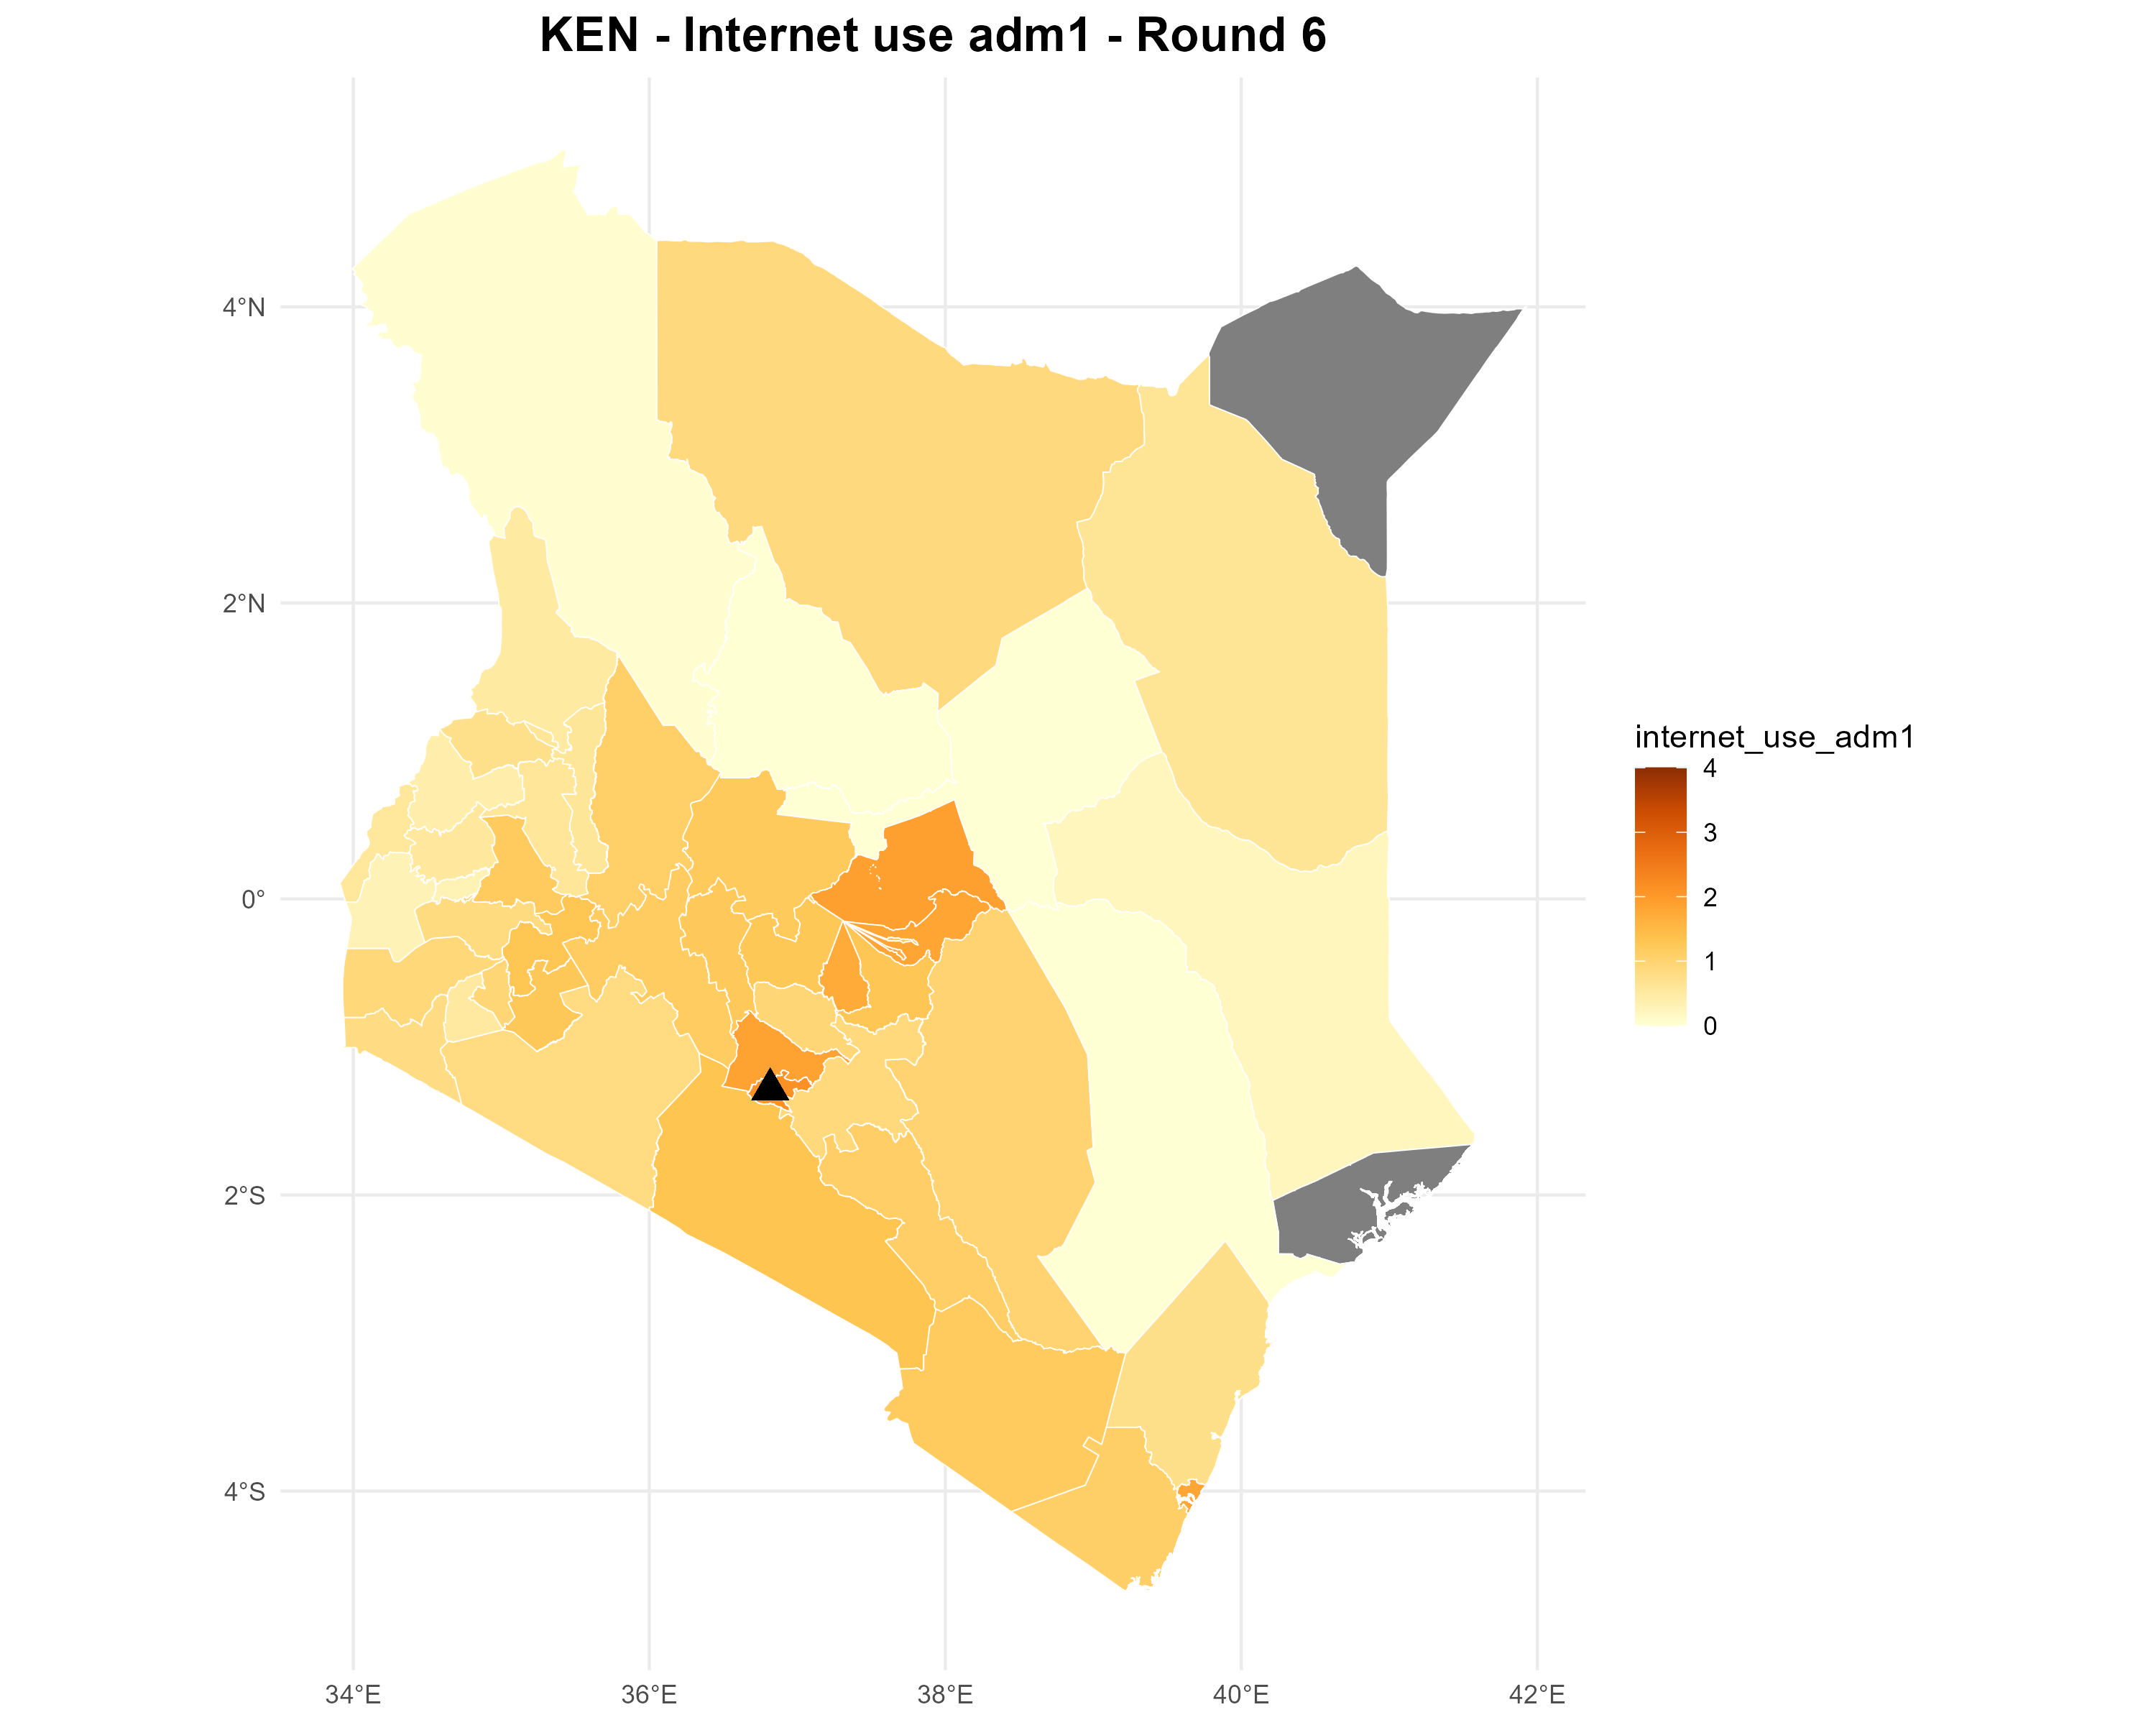 KEN - Internet use adm1 - Round 6
4°N
2°N
0°
2°S
4°S
34°E
36°E
38°E
40°E
42°E
internet_use_adm1
4
3
2
1
0